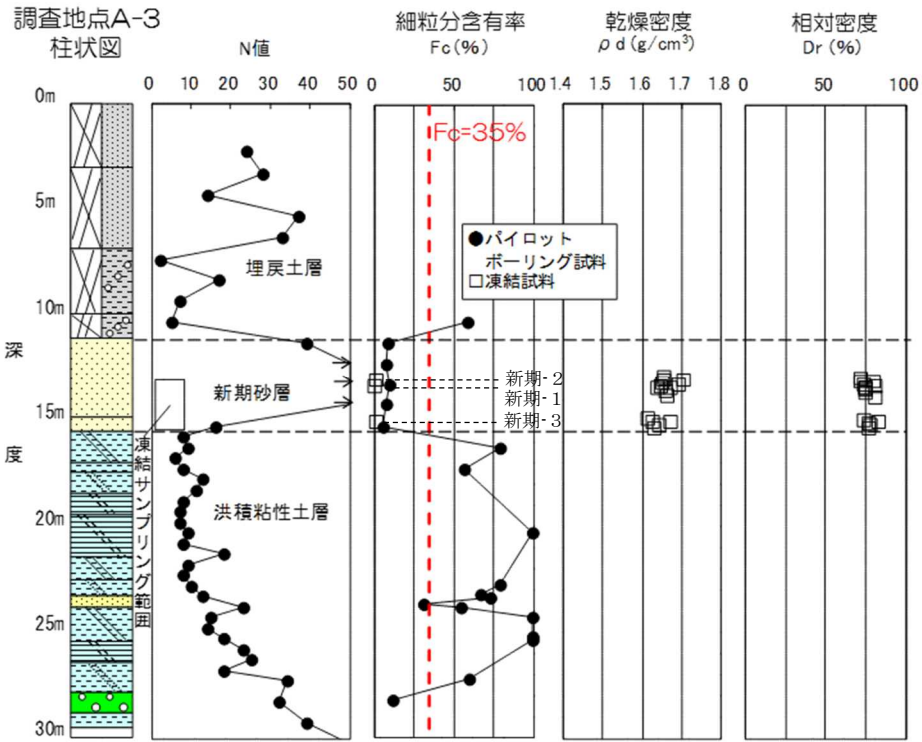 調査地点A-3
柱状図
N値
0 10 20 30 40 50
細粒分含有率
Fc(%)
0 50 100
乾燥密度
ρd(g/cm³)
1.4 1.5 1.6 1.7 1.8
相対密度
Dr(%)
0 50 100
0m
5m
10m
深
15m
度
20m
25m
30m
Fc=35%
●パイロット
ボーリング試料
□凍結試料
埋戻土層
新期砂層
新期-2
新期-1
新期-3
洪積粘性土層
凍結サンプリング範囲